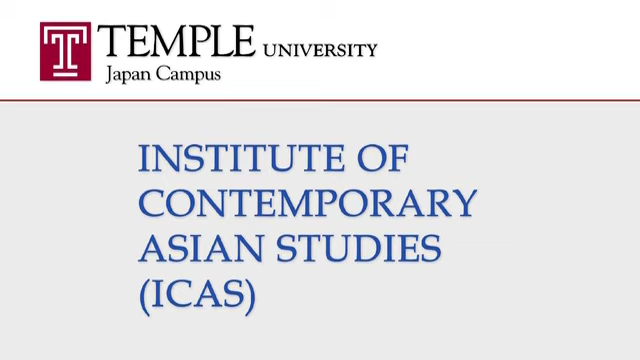 TEMPLE UNIVERSITY
Japan Campus
INSTITUTE OF
CONTEMPORARY
ASIAN STUDIES
(ICAS)